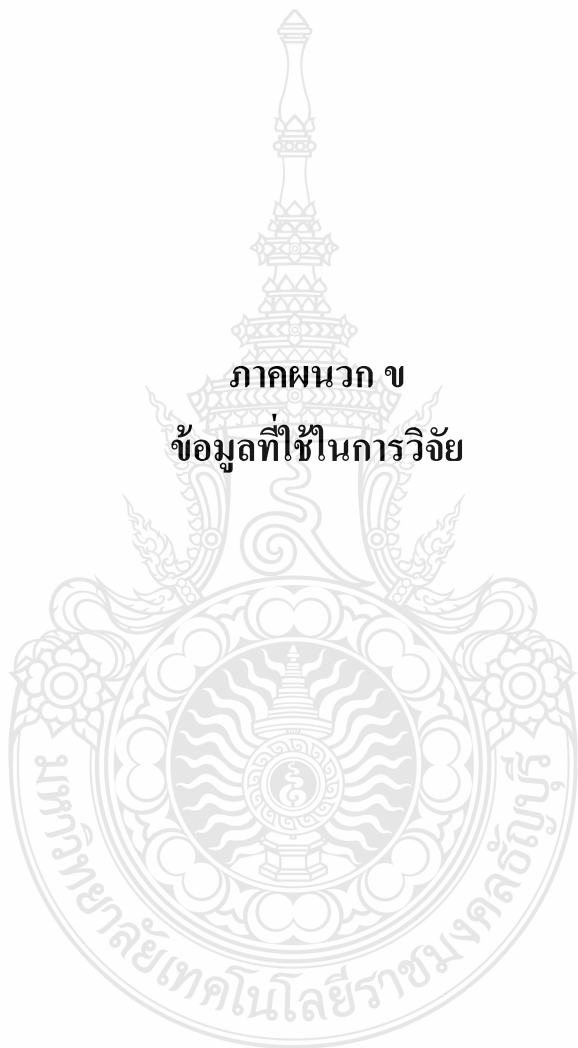 ภาคผนวก ข
ข้อมูลที่ใช้ในการวิจัย
มหาวิทยาลัยเทคโนโลยีราชมงคลธัญบุรี